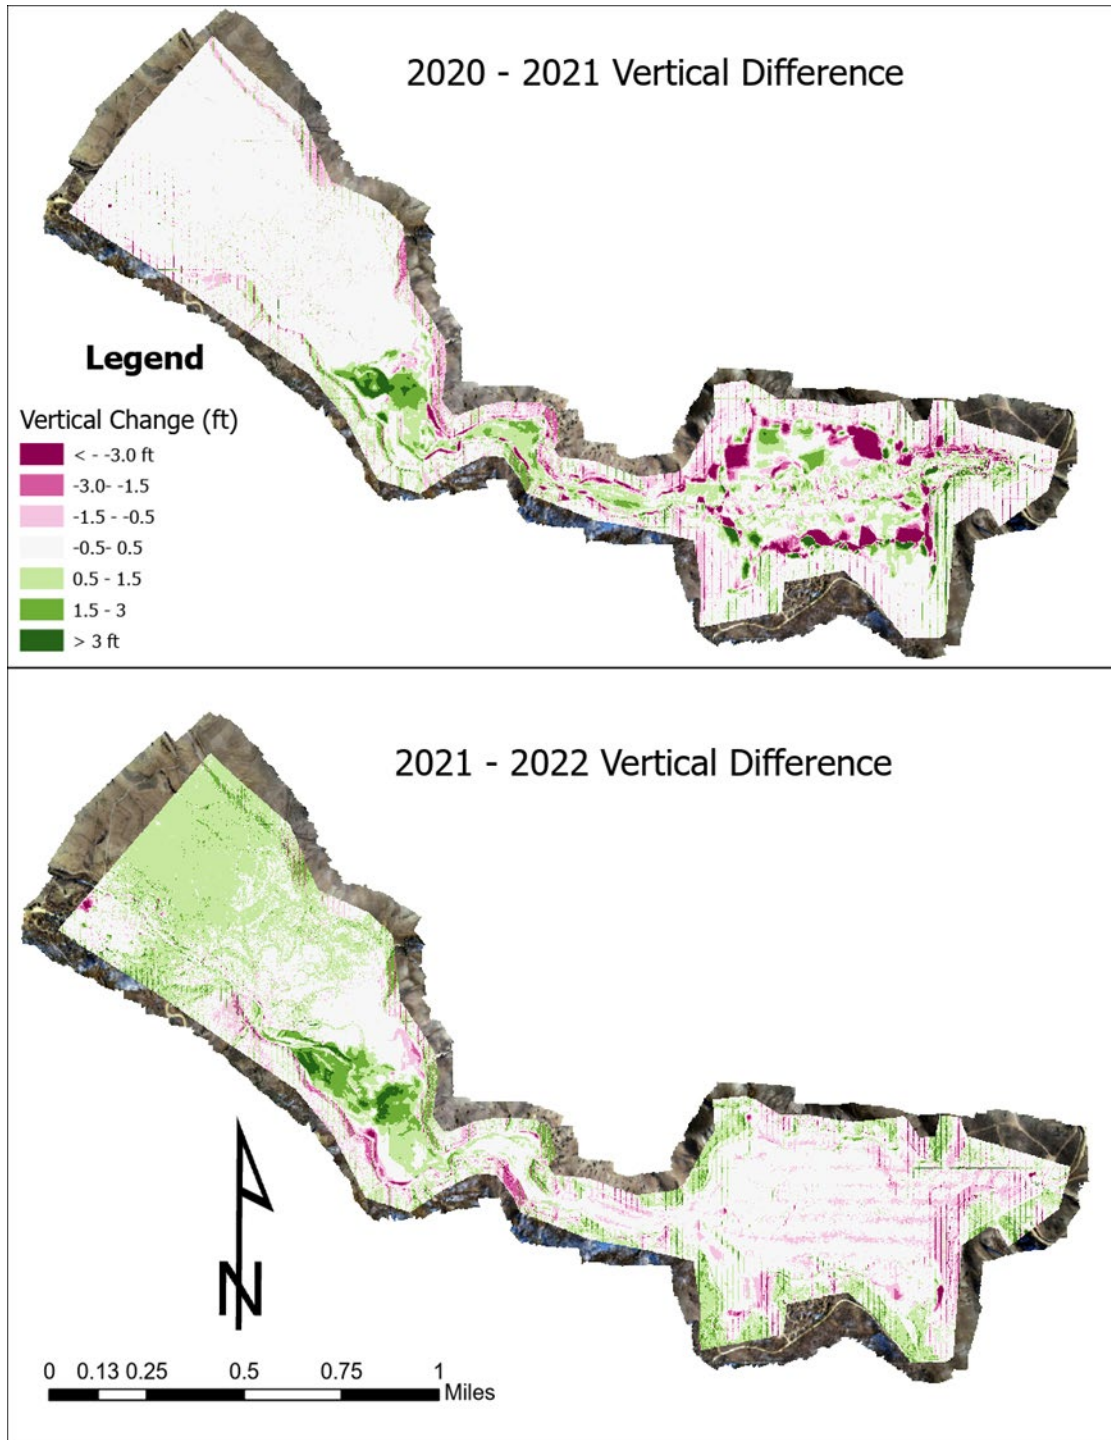 2020 - 2021 Vertical Difference
Legend
Vertical Change (ft)
< - -3.0 ft
-3.0- -1.5
-1.5 - -0.5
-0.5- 0.5
0.5 - 1.5
1.5 - 3
> 3 ft
2021 - 2022 Vertical Difference
N
0 0.13 0.25 0.5 0.75 1
Miles